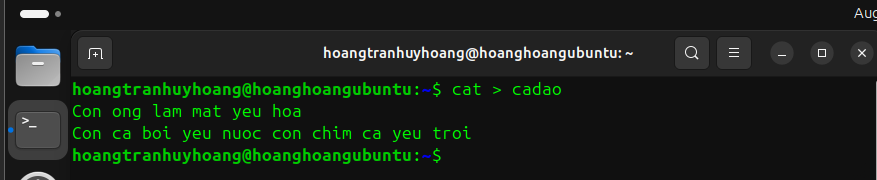 Aug
hoangtranhuyhoang@hoanghoangubuntu: ~
hoangtranhuyhoang@hoanghoangubuntu:~$ cat > cadao
Con ong lam mat yeu hoa
Con ca boi yeu nuoc con chim ca yeu troi
hoangtranhuyhoang@hoanghoangubuntu:~$